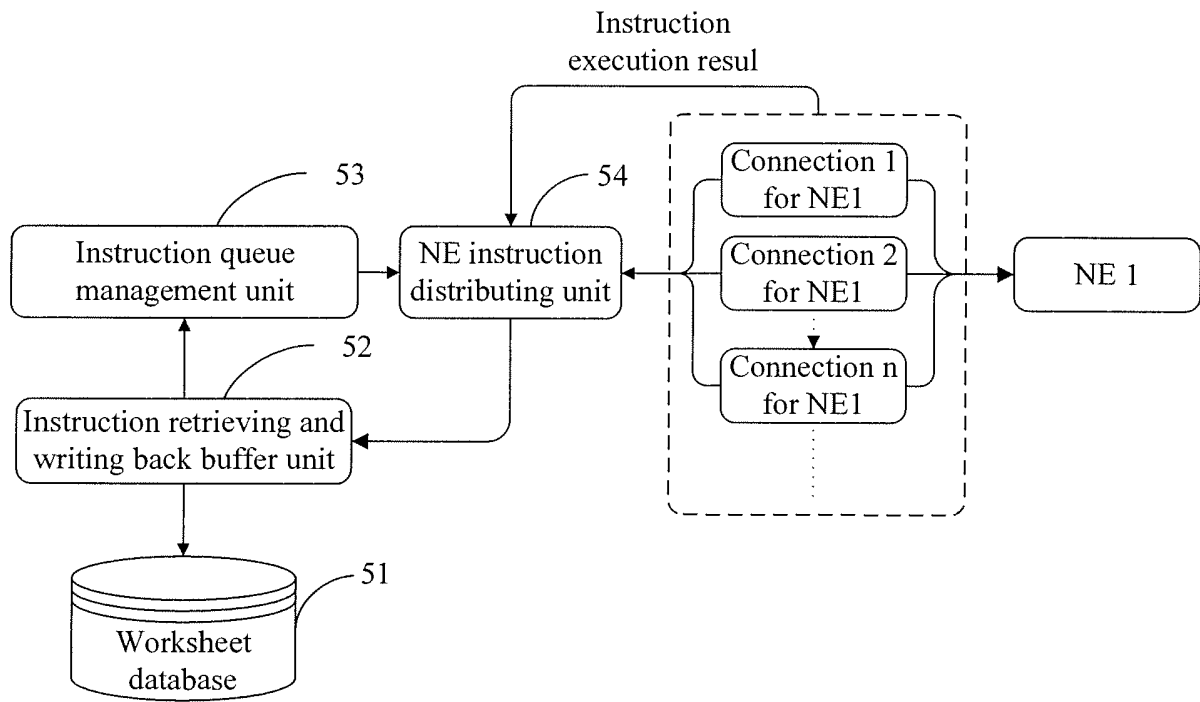 Instruction
execution resul
53
54
Instruction queue
management unit
NE instruction
distributing unit
Connection 1
for NE1
Connection 2
for NE1
Connection n
for NE1
NE 1
52
Instruction retrieving and
writing back buffer unit
51
Worksheet
database